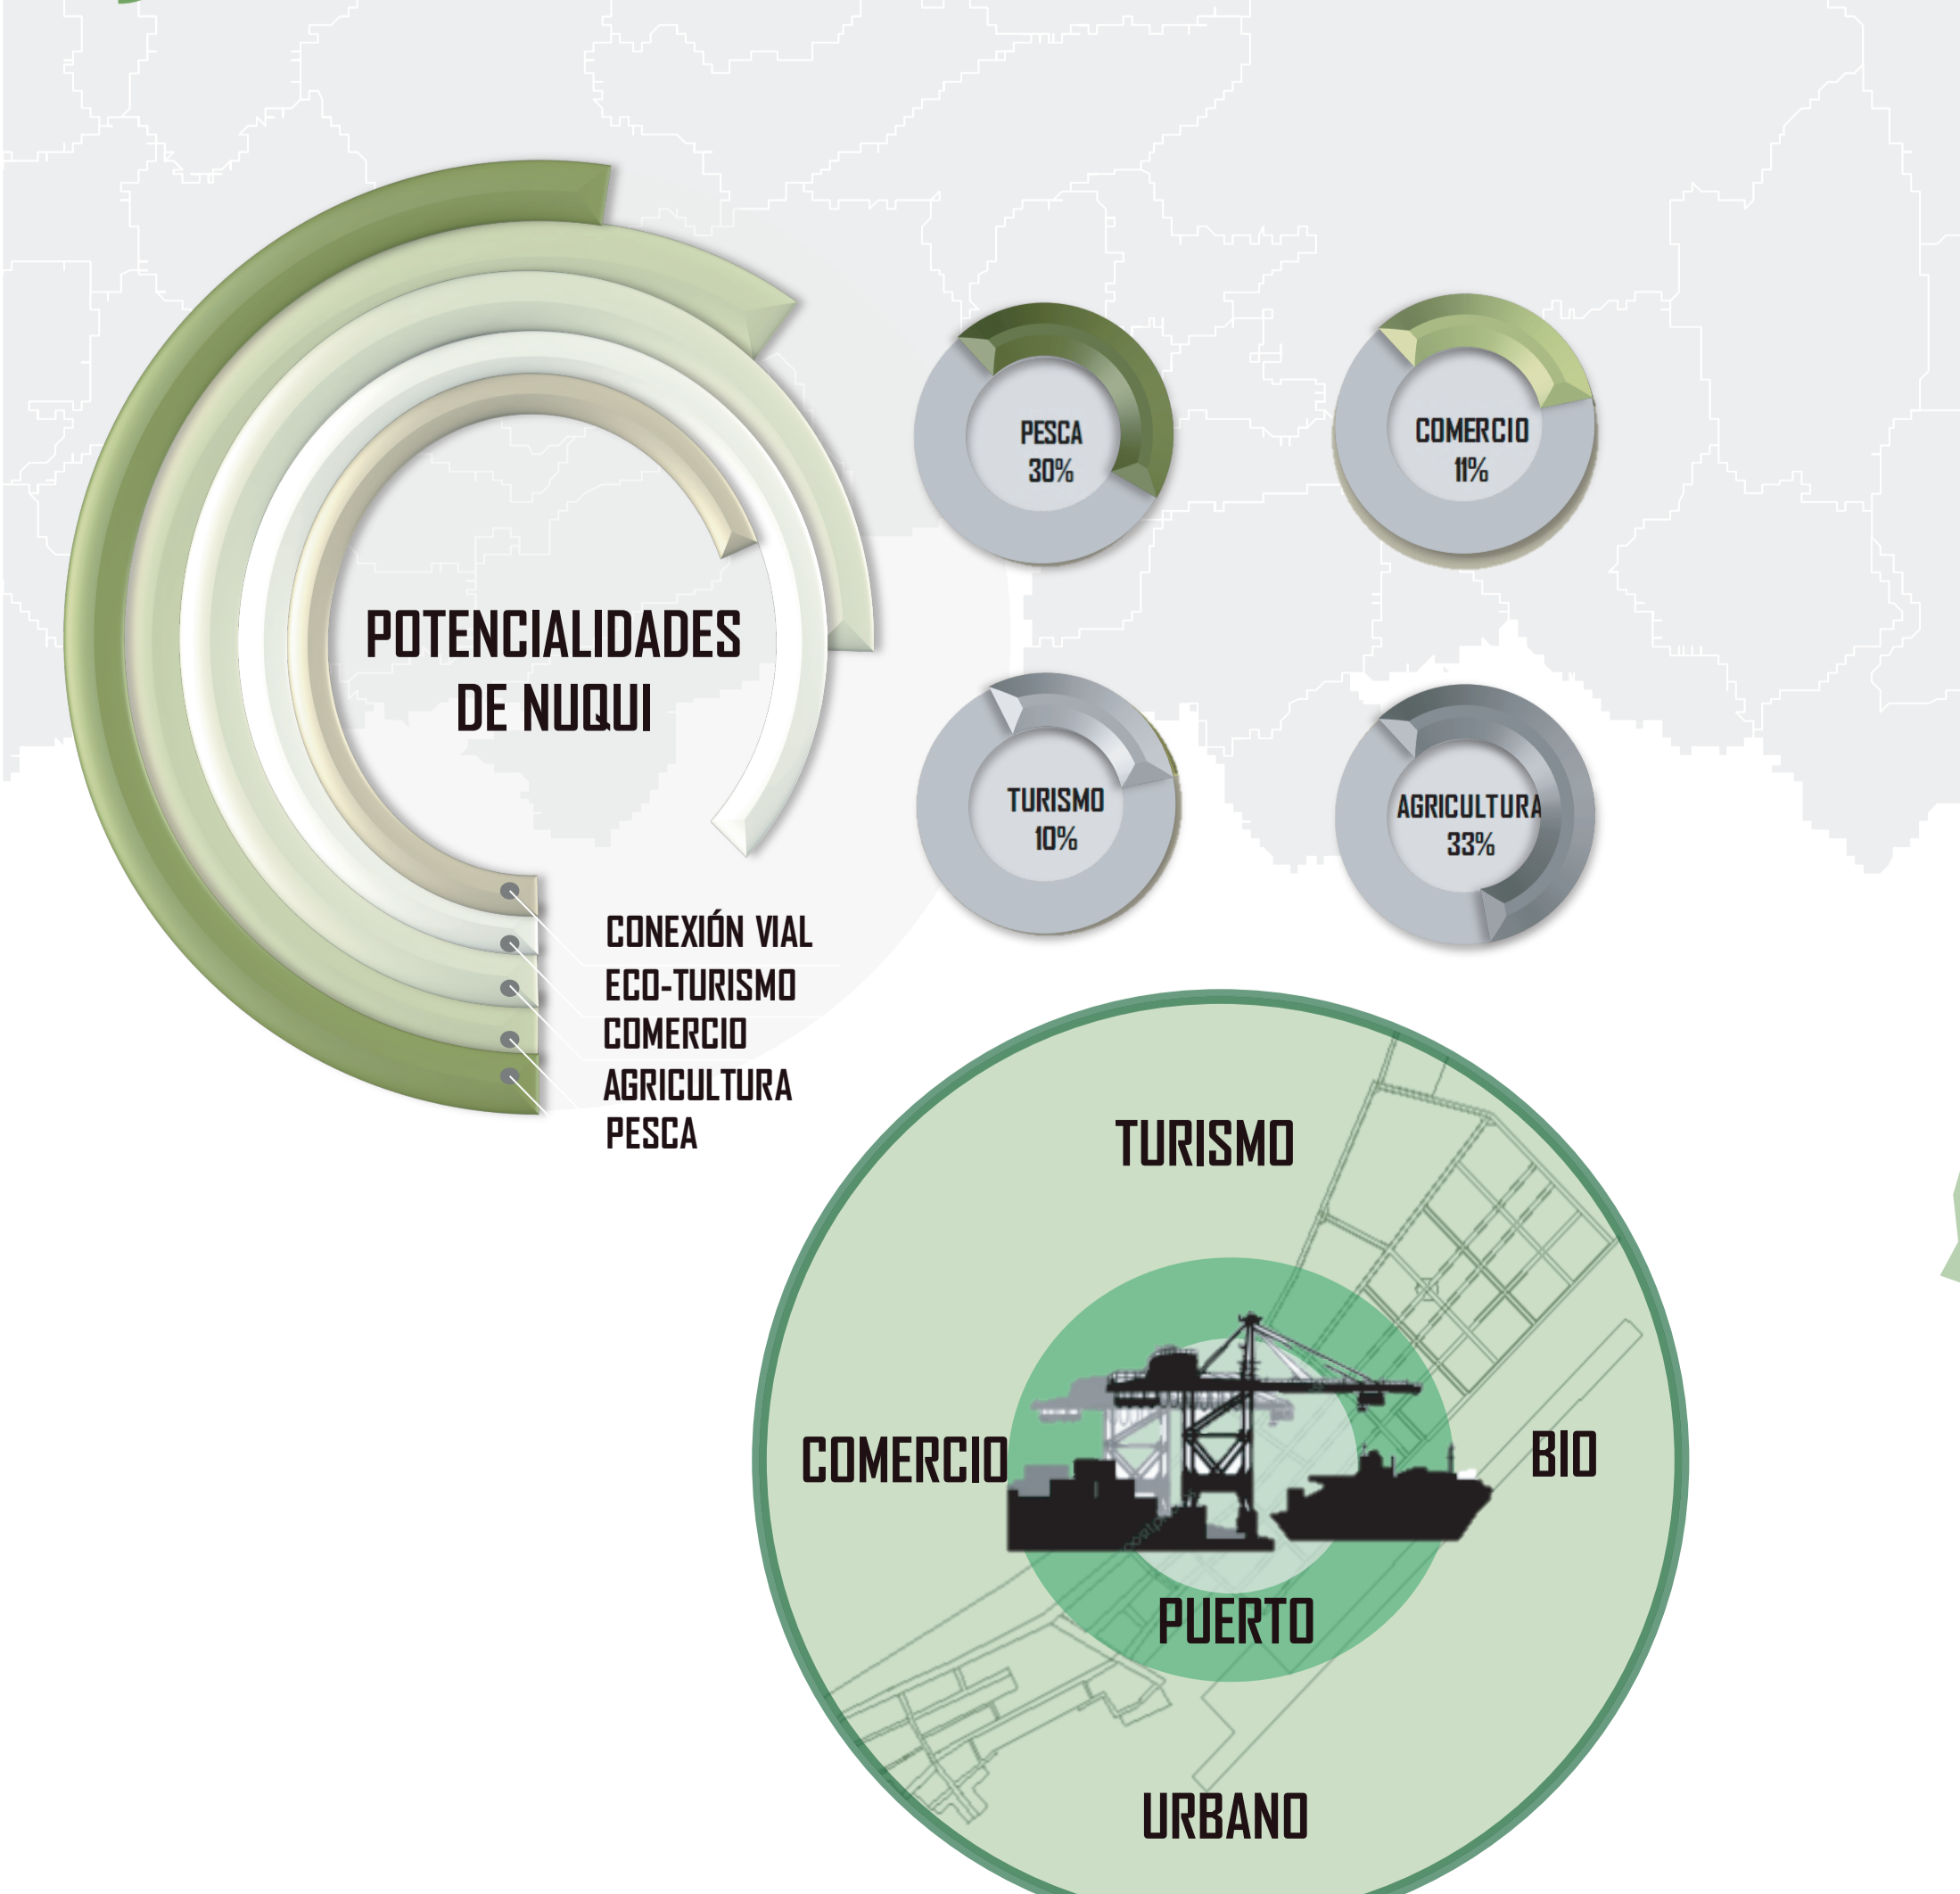 POTENCIALIDADES
DE NUQUI
CONEXIÓN VIAL
ECO-TURISMO
COMERCIO
AGRICULTURA
PESCA
PESCA
30%
COMERCIO
11%
TURISMO
10%
AGRICULTURA
33%
TURISMO
COMERCIO
BIO
PUERTO
URBANO